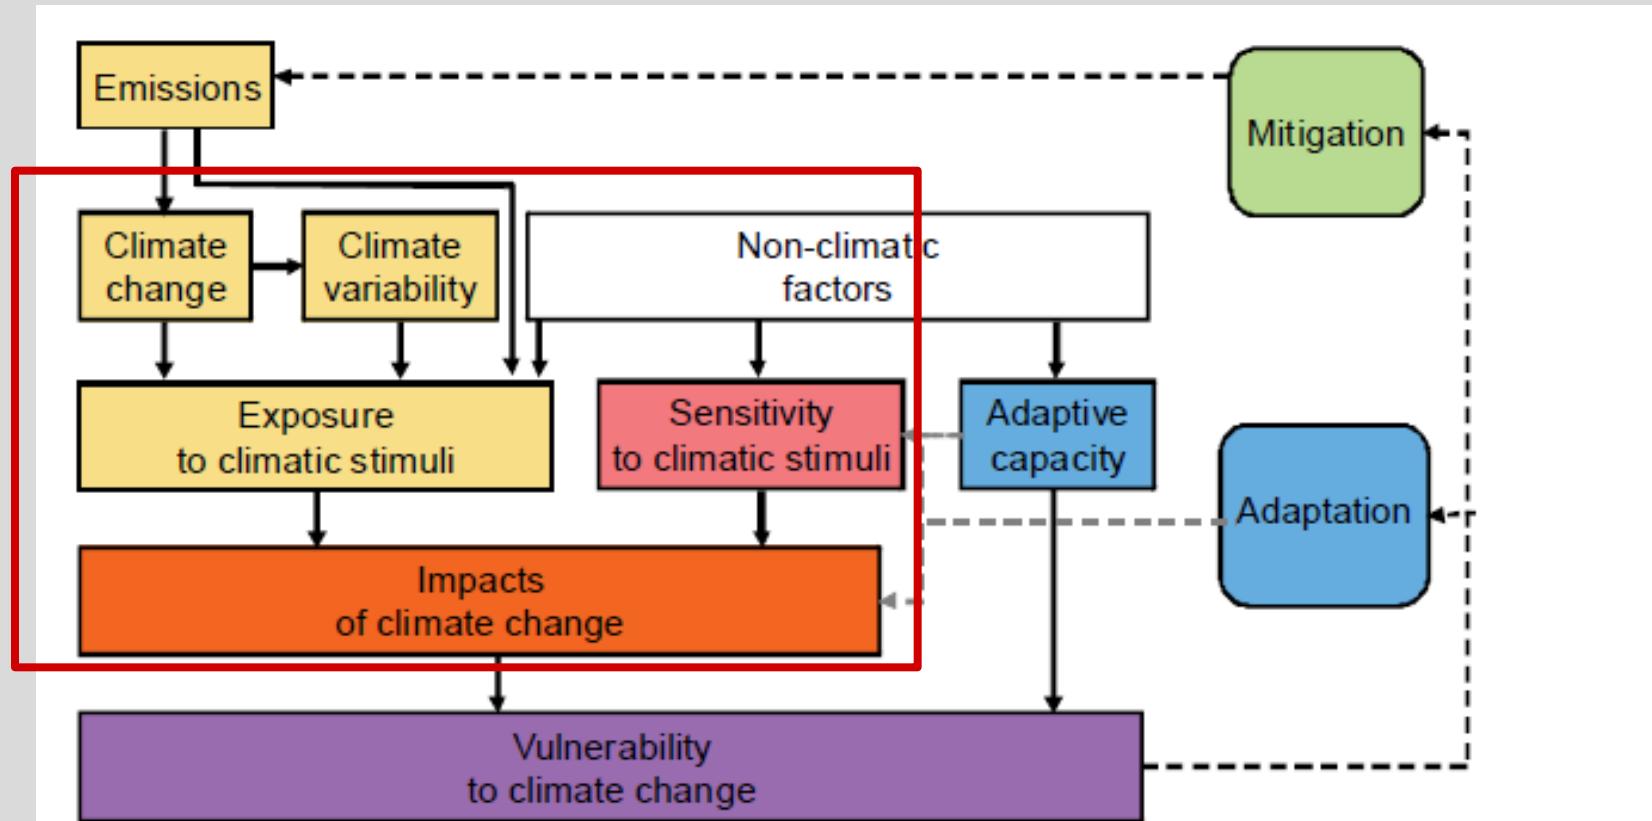 Emissions
Mitigation
Climate
change
Climate
variability
Non-climatic
factors
Exposure
to climatic stimuli
Sensitivity
to climatic stimuli
Adaptive
capacity
Adaptation
Impacts
of climate change
Vulnerability
to climate change